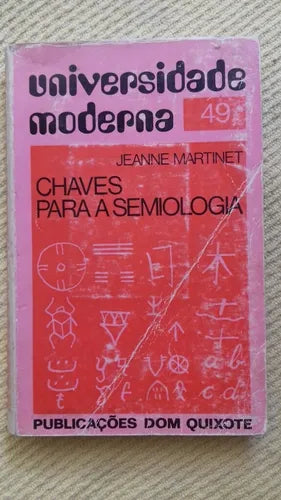 universidade
moderna 49
JEANNE MARTINET
CHAVES
PARA A SEMIOLOGIA
a b
c d
PUBLICAÇÕES DOM QUIXOTE